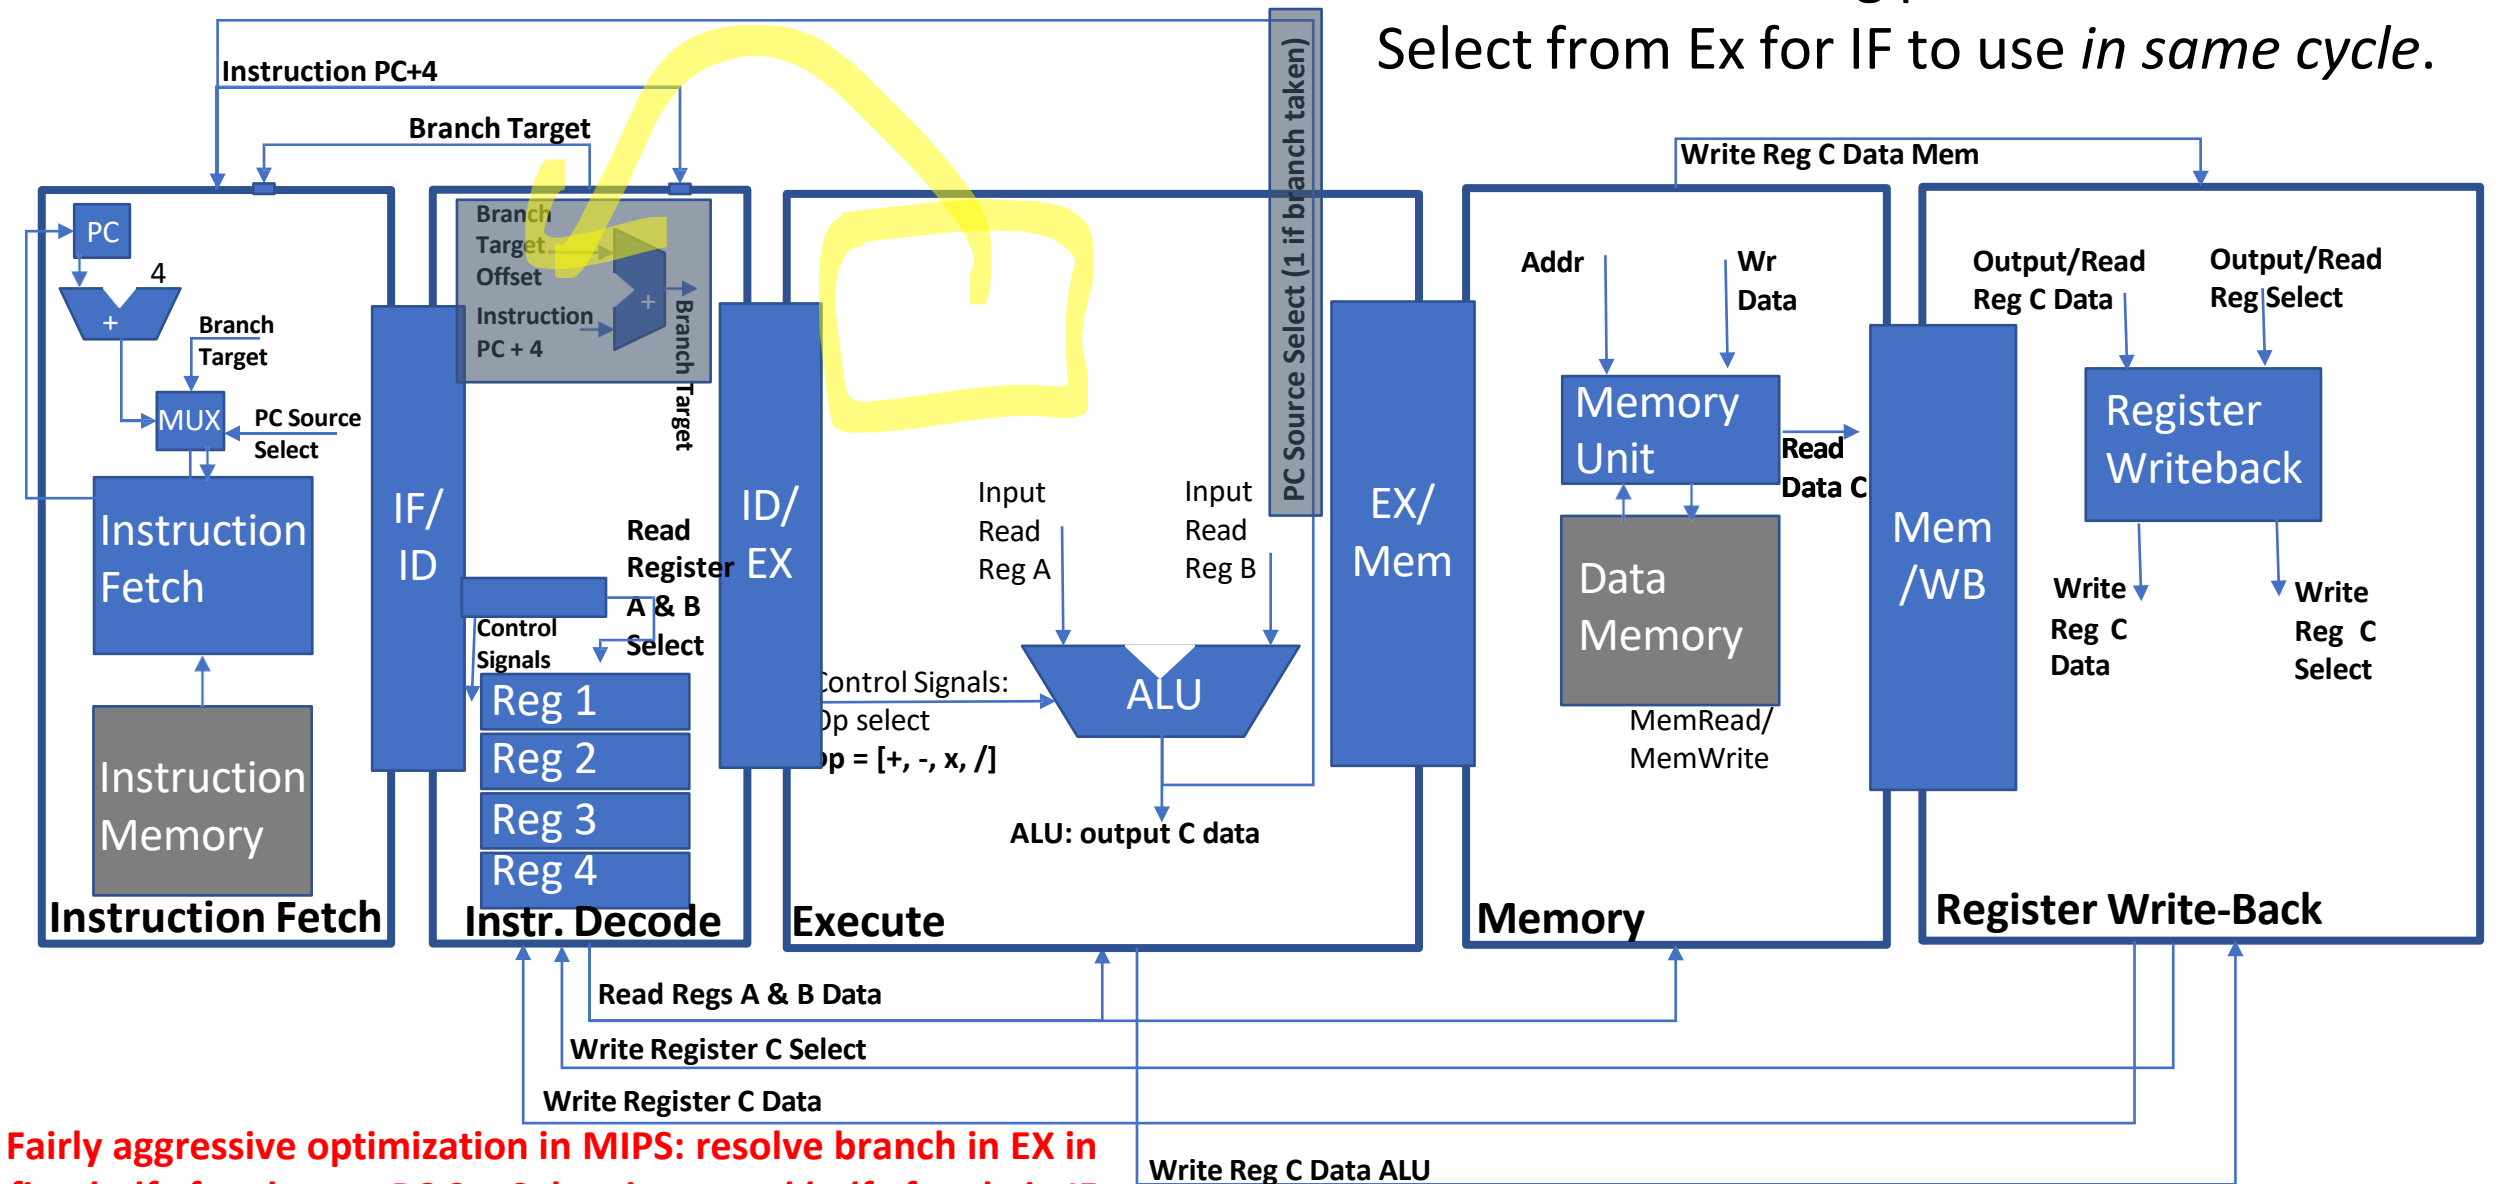 Select from Ex for IF to use in same cycle.
Instruction PC+4
Branch Target
Write Reg C Data Mem
PC Source Select (1 if branch taken)
PC
4
+
Branch
Target
MUX
PC Source
Select
Instruction
Fetch
Instruction
Memory
Instruction Fetch
IF/
ID
Branch
Target
Offset
Instruction
PC + 4
+
Branch Target
Read
Register
A & B
Select
Control
Signals
Reg 1
Reg 2
Reg 3
Reg 4
Instr. Decode
ID/
EX
Input
Read
Reg A
Input
Read
Reg B
Control Signals:
Op select
op = [+, -, x, /]
ALU
ALU: output C data
Execute
EX/
Mem
Addr
Wr
Data
Memory
Unit
Read
Data C
Data
Memory
MemRead/
MemWrite
Memory
Mem
/WB
Output/Read
Reg C Data
Output/Read
Reg Select
Register
Writeback
Write
Reg C
Data
Write
Reg C
Select
Register Write-Back
Read Regs A & B Data
Write Register C Select
Write Register C Data
Write Reg C Data ALU
Fairly aggressive optimization in MIPS: resolve branch in EX in